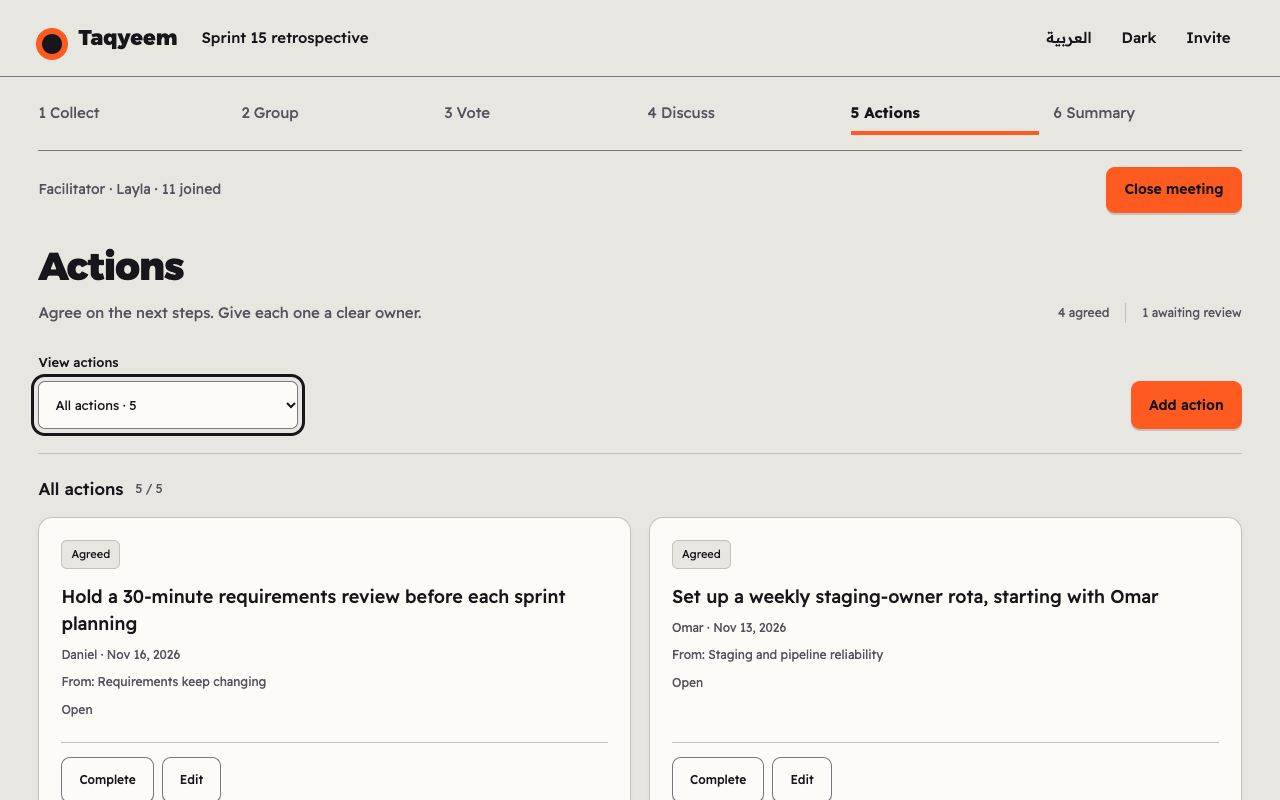 Taqyeem
Sprint 15 retrospective
العربية
Dark
Invite
1 Collect
2 Group
3 Vote
4 Discuss
5 Actions
6 Summary
Facilitator · Layla · 11 joined
Close meeting
Actions
Agree on the next steps. Give each one a clear owner.
4 agreed
1 awaiting review
View actions
All actions · 5
Add action
All actions
5 / 5
Agreed
Hold a 30-minute requirements review before each sprint
planning
Daniel · Nov 16, 2026
From: Requirements keep changing
Open
Complete
Edit
Agreed
Set up a weekly staging-owner rota, starting with Omar
Omar · Nov 13, 2026
From: Staging and pipeline reliability
Open
Complete
Edit